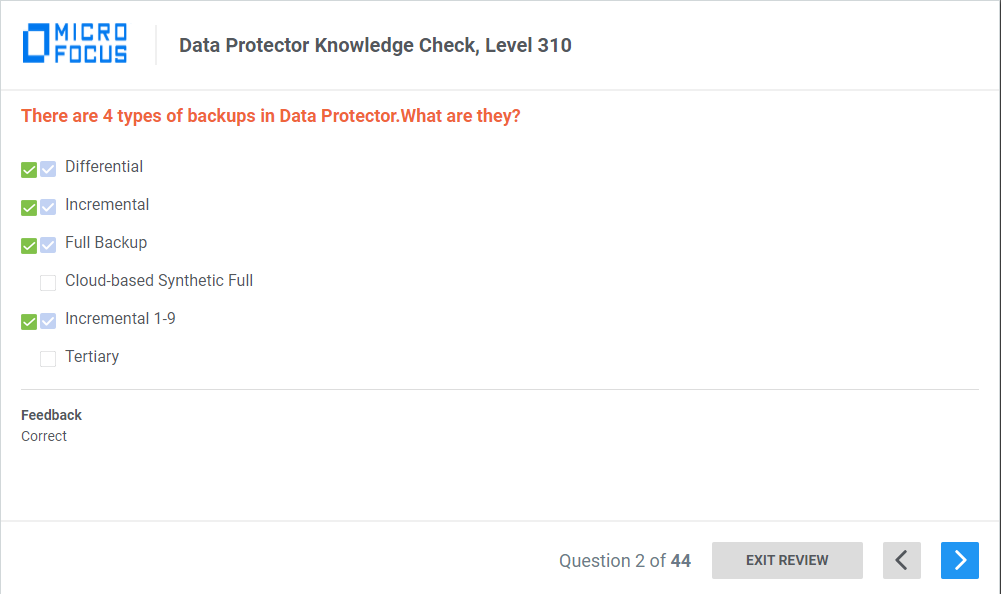 MICRO
FOCUS
Data Protector Knowledge Check, Level 310
There are 4 types of backups in Data Protector.What are they?
Differential
Incremental
Full Backup
Cloud-based Synthetic Full
Incremental 1-9
Tertiary
Feedback
Correct
Question 2 of 44
EXIT REVIEW